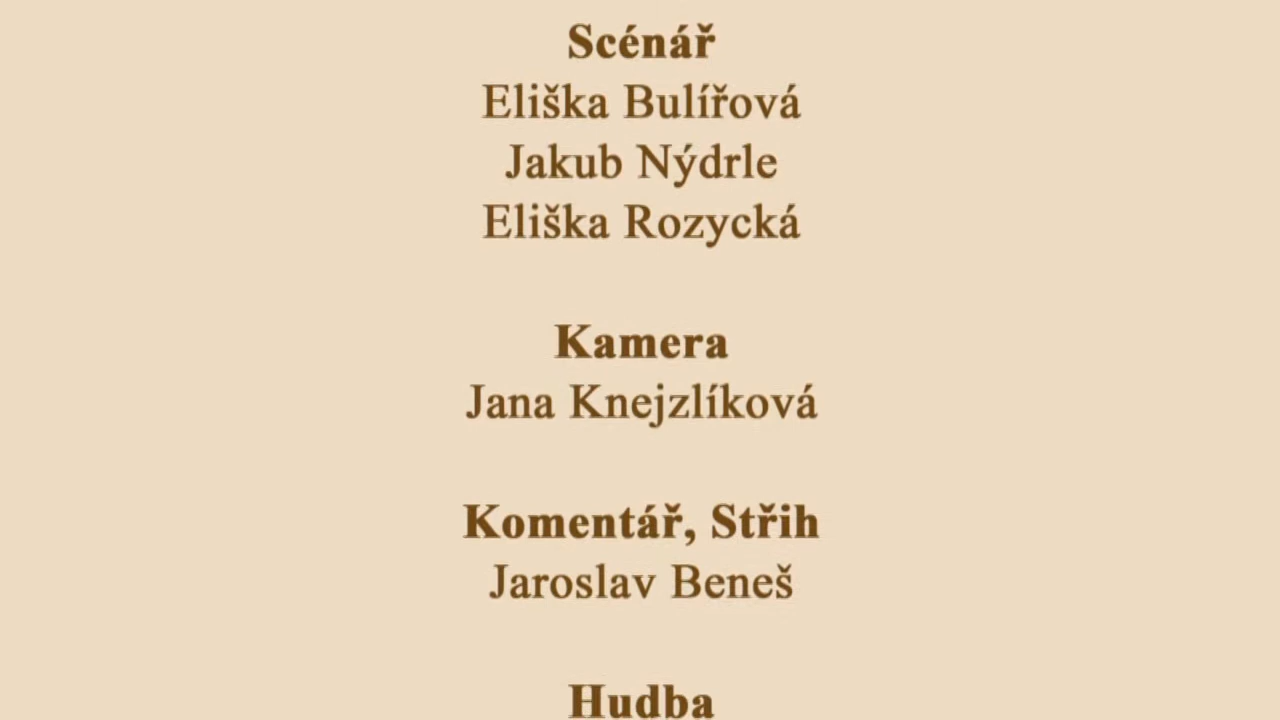 Scénář
Eliška Bulířová
Jakub Nýdrle
Eliška Rozycká
Kamera
Jana Knejzlíková
Komentář, Střih
Jaroslav Beneš
Hudba